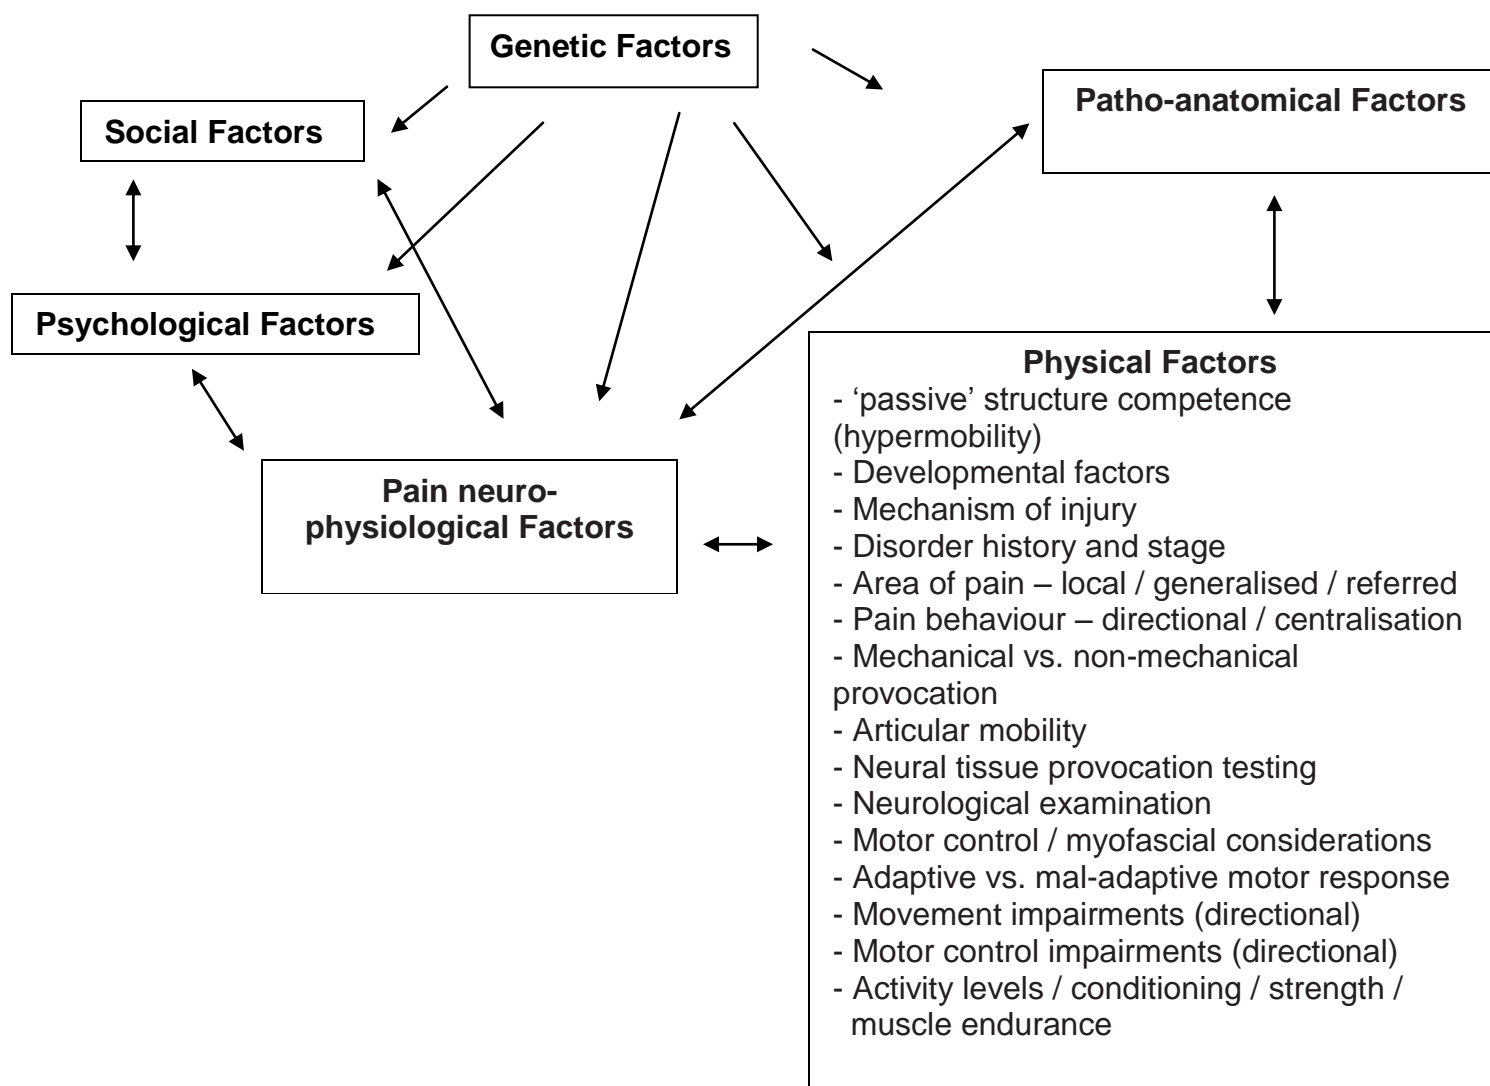 Genetic Factors
Patho-anatomical Factors
Social Factors
Psychological Factors
Pain neuro-
physiological Factors
Physical Factors
- ‘passive’ structure competence
(hypermobility)
- Developmental factors
- Mechanism of injury
- Disorder history and stage
- Area of pain – local / generalised / referred
- Pain behaviour – directional / centralisation
- Mechanical vs. non-mechanical
provocation
- Articular mobility
- Neural tissue provocation testing
- Neurological examination
- Motor control / myofascial considerations
- Adaptive vs. mal-adaptive motor response
- Movement impairments (directional)
- Motor control impairments (directional)
- Activity levels / conditioning / strength /
muscle endurance